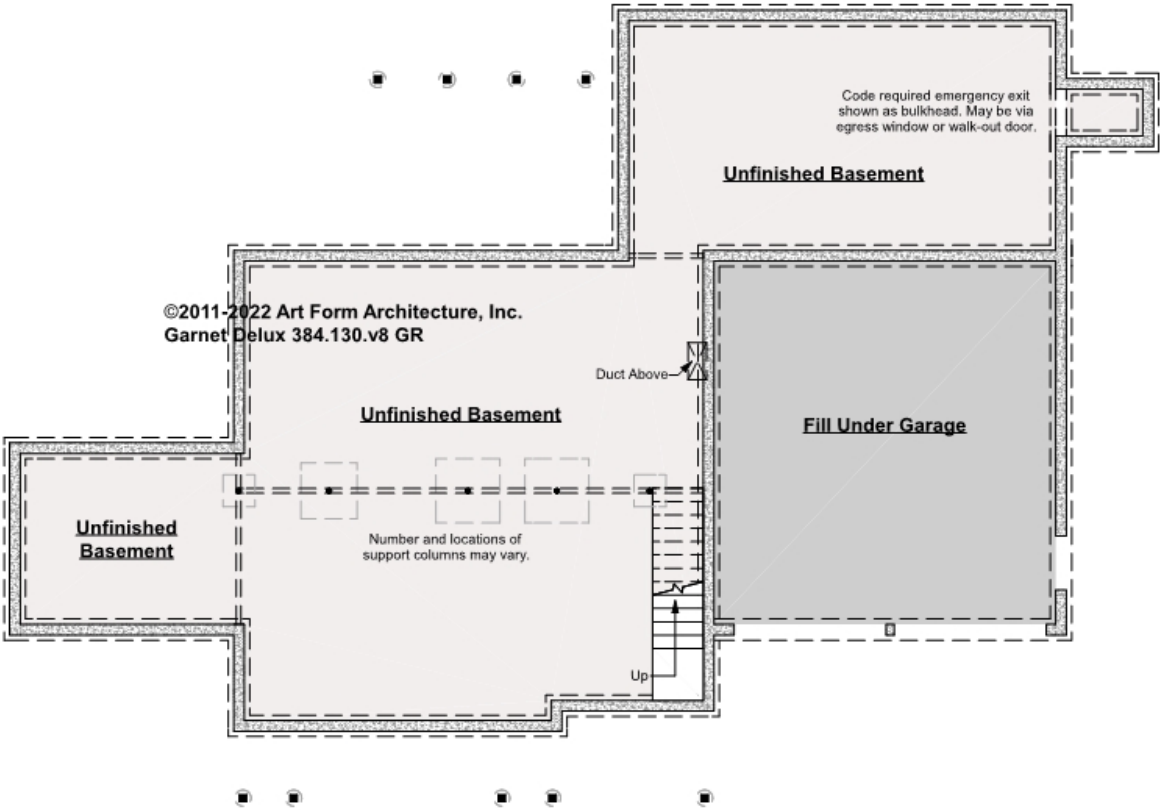 Code required emergency exit
shown as bulkhead. May be via
egress window or walk-out door.
Unfinished Basement
©2011-2022 Art Form Architecture, Inc.
Garnet Delux 384.130.v8 GR
Duct Above
Unfinished Basement
Fill Under Garage
Unfinished
Basement
Number and locations of
support columns may vary.
Up